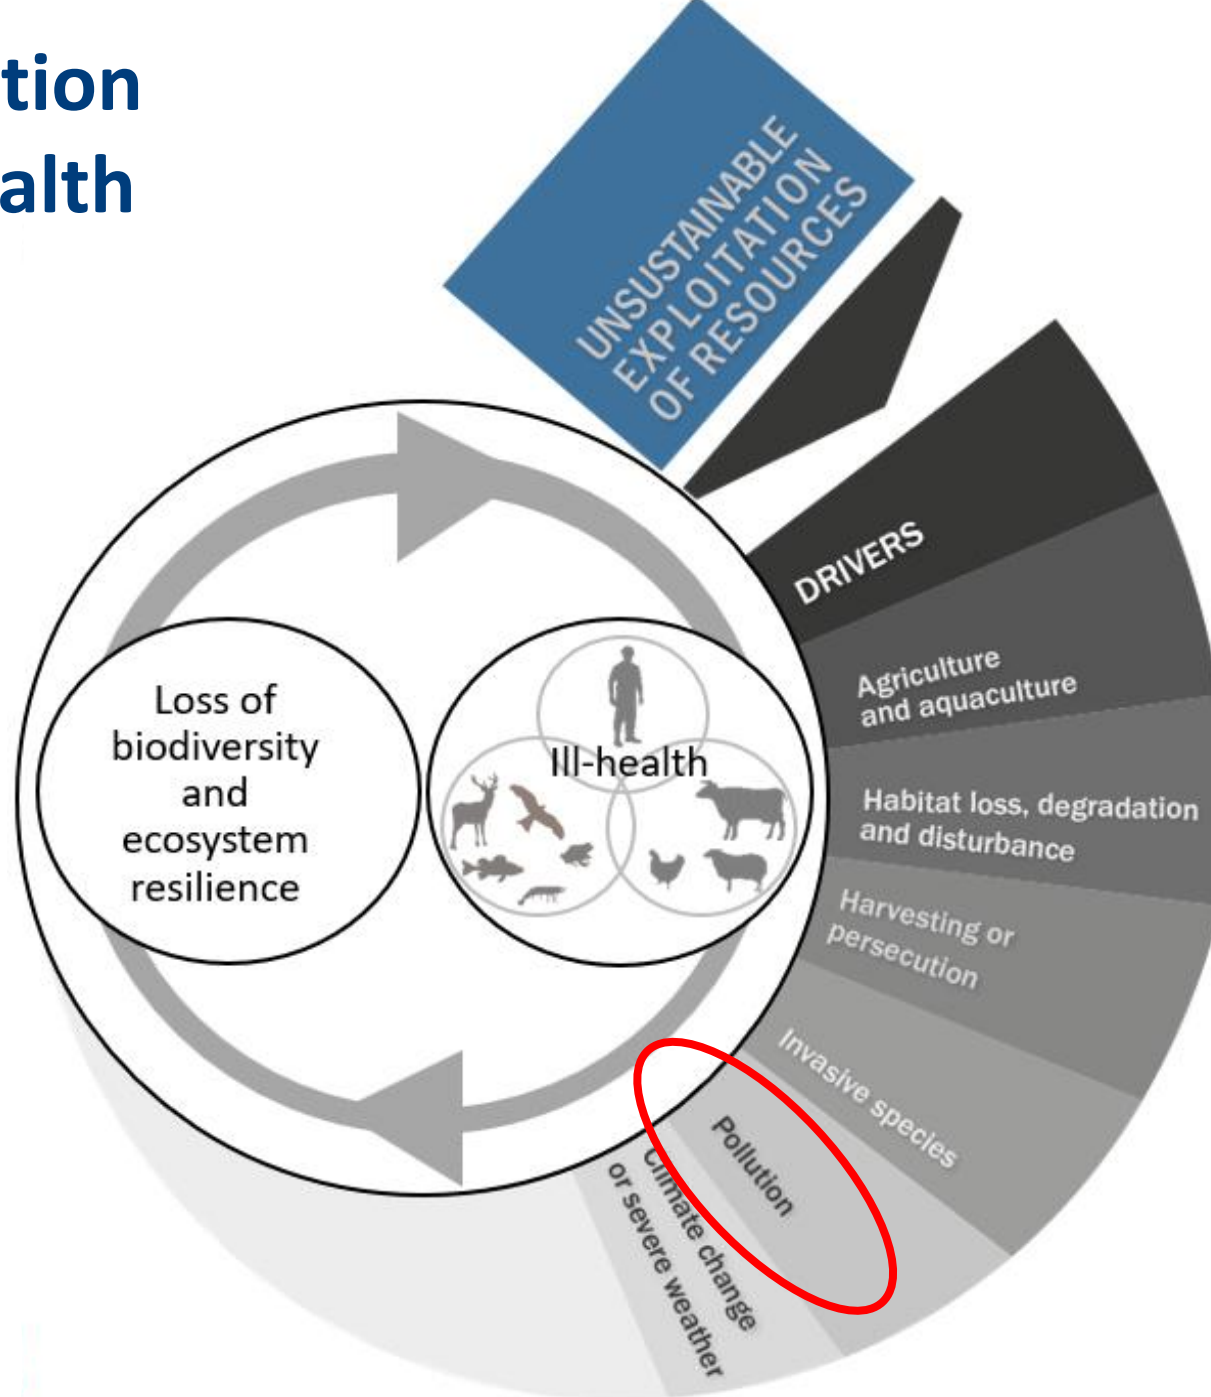 tion
alth
UNSUSTAINABLE
EXPLOITATION
OF RESOURCES
DRIVERS
Agriculture
and aquaculture
Habitat loss, degradation
and disturbance
Harvesting or
persecution
Invasive species
Pollution
Climate change
or severe weather
Loss of
biodiversity
and
ecosystem
resilience
Ill-health